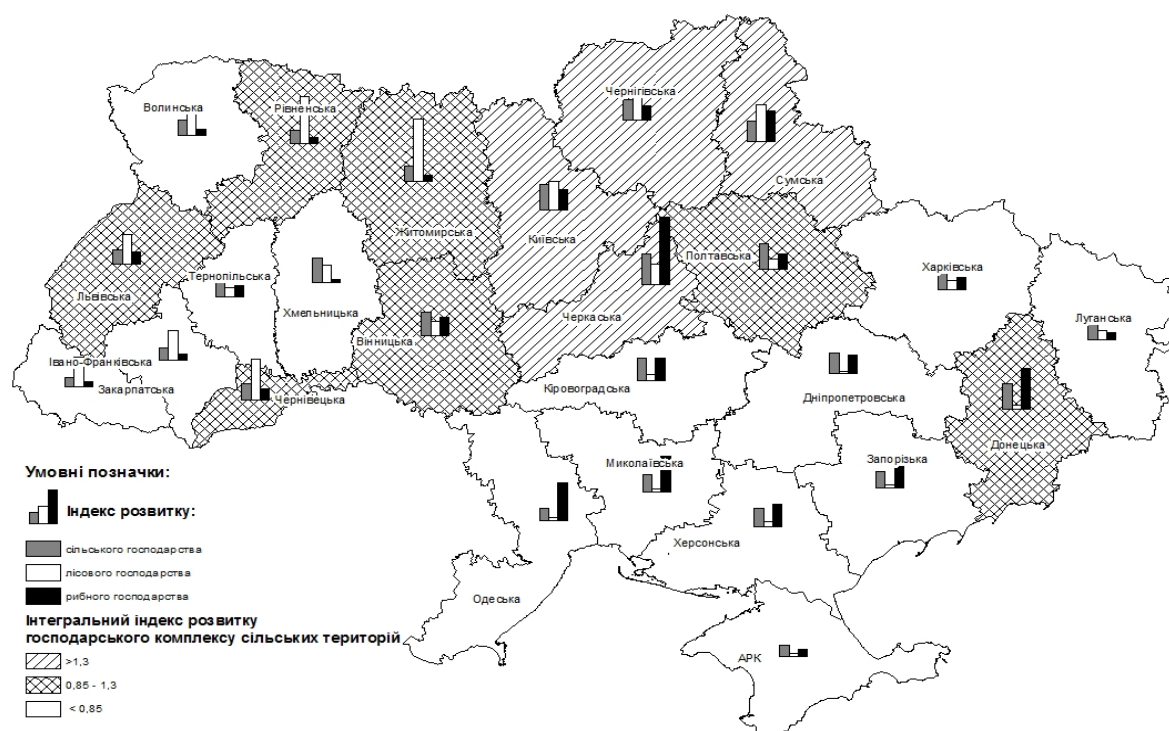 Чернігівська
Волинська
Рівненська
Сумська
Житомирська
Київська
Полтавська
Харківська
Тернопільська
Львівська
Хмельницька
Черкаська
Луганська
Вінницька
Івано-Франківська
Закарпатська
Кіровоградська
Чернівецька
Дніпропетровська
Донецька
Запорізька
Миколаївська
Херсонська
Одеська
АРК
Умовні позначки:
Індекс розвитку:
сільського господарства
лісового господарства
рибного господарства
Інтегральний індекс розвитку
господарського комплексу сільських територій
>1,3
0,85 - 1,3
< 0,85